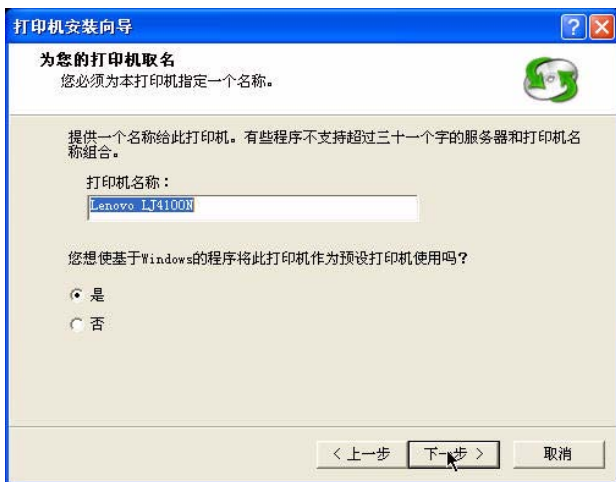 打印机安装向导
为您的打印机取名
您必须为本打印机指定一个名称。
提供一个名称给此打印机。有些程序不支持超过三十一个字的服务器和打印机名
称组合。
打印机名称：
Lenovo LJ4100N
您想使基于Windows的程序将此打印机作为预设打印机使用吗？
是
否
< 上一步
下一步 >
取消